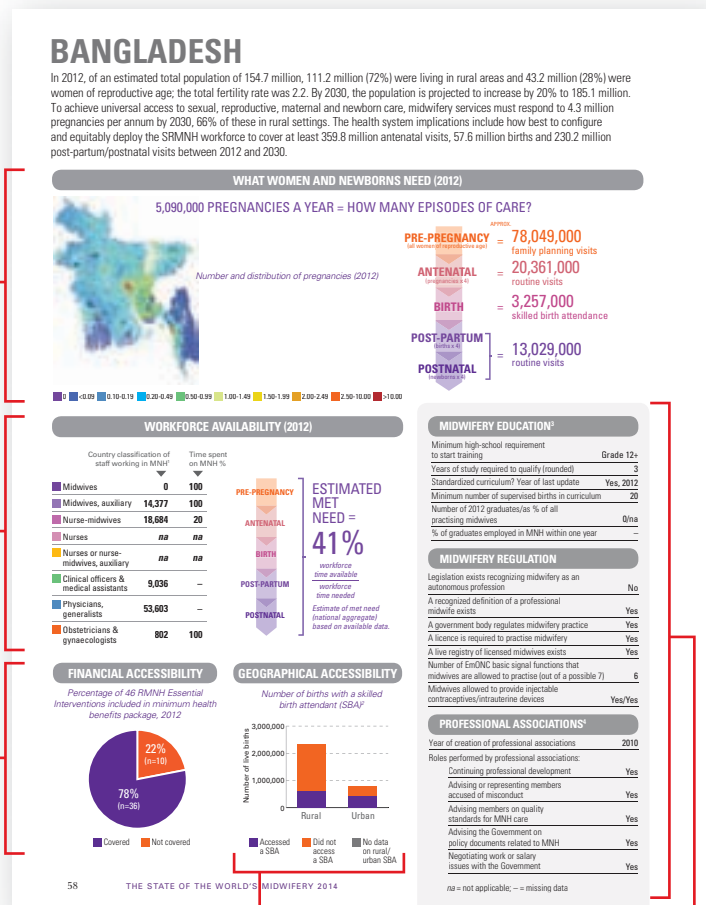 BANGLADESH
In 2012, of an estimated total population of 154.7 million, 111.2 million (72%) were living in rural areas and 43.2 million (28%) were
women of reproductive age; the total fertility rate was 2.2. By 2030, the population is projected to increase by 20% to 185.1 million.
To achieve universal access to sexual, reproductive, maternal and newborn care, midwifery services must respond to 4.3 million
pregnancies per annum by 2030, 66% of these in rural settings. The health system implications include how best to configure
and equitably deploy the SRMNH workforce to cover at least 359.8 million antenatal visits, 57.6 million births and 230.2 million
post-partum/postnatal visits between 2012 and 2030.
WHAT WOMEN AND NEWBORNS NEED (2012)
5,090,000 PREGNANCIES A YEAR = HOW MANY EPISODES OF CARE?
Number and distribution of pregnancies (2012)
APPROX.
PRE-PREGNANCY = 78,049,000
(all women of reproductive age) family planning visits
ANTENATAL = 20,361,000
(pregnancies x 4) routine visits
BIRTH = 3,257,000
skilled birth attendance
POST-PARTUM
(births x 4)
= 13,029,000
routine visits
POSTNATAL
(newborns x 4)
0 <0.09 0.10-0.19 0.20-0.49 0.50-0.99 1.00-1.49 1.50-1.99 2.00-2.49 2.50-10.00 >10.00
WORKFORCE AVAILABILITY (2012)
Country classification of Time spent
staff working in MNH¹ on MNH %
Midwives 0 100
Midwives, auxiliary 14,377 100
Nurse-midwives 18,684 20
Nurses na na
Nurses or nurse-
midwives, auxiliary na na
Clinical officers &
medical assistants 9,036 –
Physicians,
generalists 53,603 –
Obstetricians &
gynaecologists 802 100
PRE-PREGNANCY
ANTENATAL
BIRTH
POST-PARTUM
POSTNATAL
ESTIMATED
MET
NEED =
41%
workforce
time available
workforce
time needed
Estimate of met need
(national aggregate)
based on available data.
FINANCIAL ACCESSIBILITY
Percentage of 46 RMNH Essential
Interventions included in minimum health
benefits package, 2012
22%
(n=10)
78%
(n=36)
Covered Not covered
GEOGRAPHICAL ACCESSIBILITY
Number of births with a skilled
birth attendant (SBA)²
Number of live births
3,000,000
2,000,000
1,000,000
0
Rural Urban
Accessed
a SBA
Did not
access
a SBA
No data
on rural/
urban SBA
MIDWIFERY EDUCATION³
Minimum high-school requirement
to start training Grade 12+
Years of study required to qualify (rounded) 3
Standardized curriculum? Year of last update Yes, 2012
Minimum number of supervised births in curriculum 20
Number of 2012 graduates/as % of all
practising midwives 0/na
% of graduates employed in MNH within one year –
MIDWIFERY REGULATION
Legislation exists recognizing midwifery as an
autonomous profession No
A recognized definition of a professional
midwife exists Yes
A government body regulates midwifery practice Yes
A licence is required to practise midwifery Yes
A live registry of licensed midwives exists Yes
Number of EmONC basic signal functions that
midwives are allowed to practise (out of a possible 7) 6
Midwives allowed to provide injectable
contraceptives/intrauterine devices Yes/Yes
PROFESSIONAL ASSOCIATIONS⁴
Year of creation of professional associations 2010
Roles performed by professional associations:
Continuing professional development Yes
Advising or representing members
accused of misconduct Yes
Advising members on quality
standards for MNH care Yes
Advising the Government on
policy documents related to MNH Yes
Negotiating work or salary
issues with the Government Yes
na = not applicable; – = missing data
58 THE STATE OF THE WORLD'S MIDWIFERY 2014